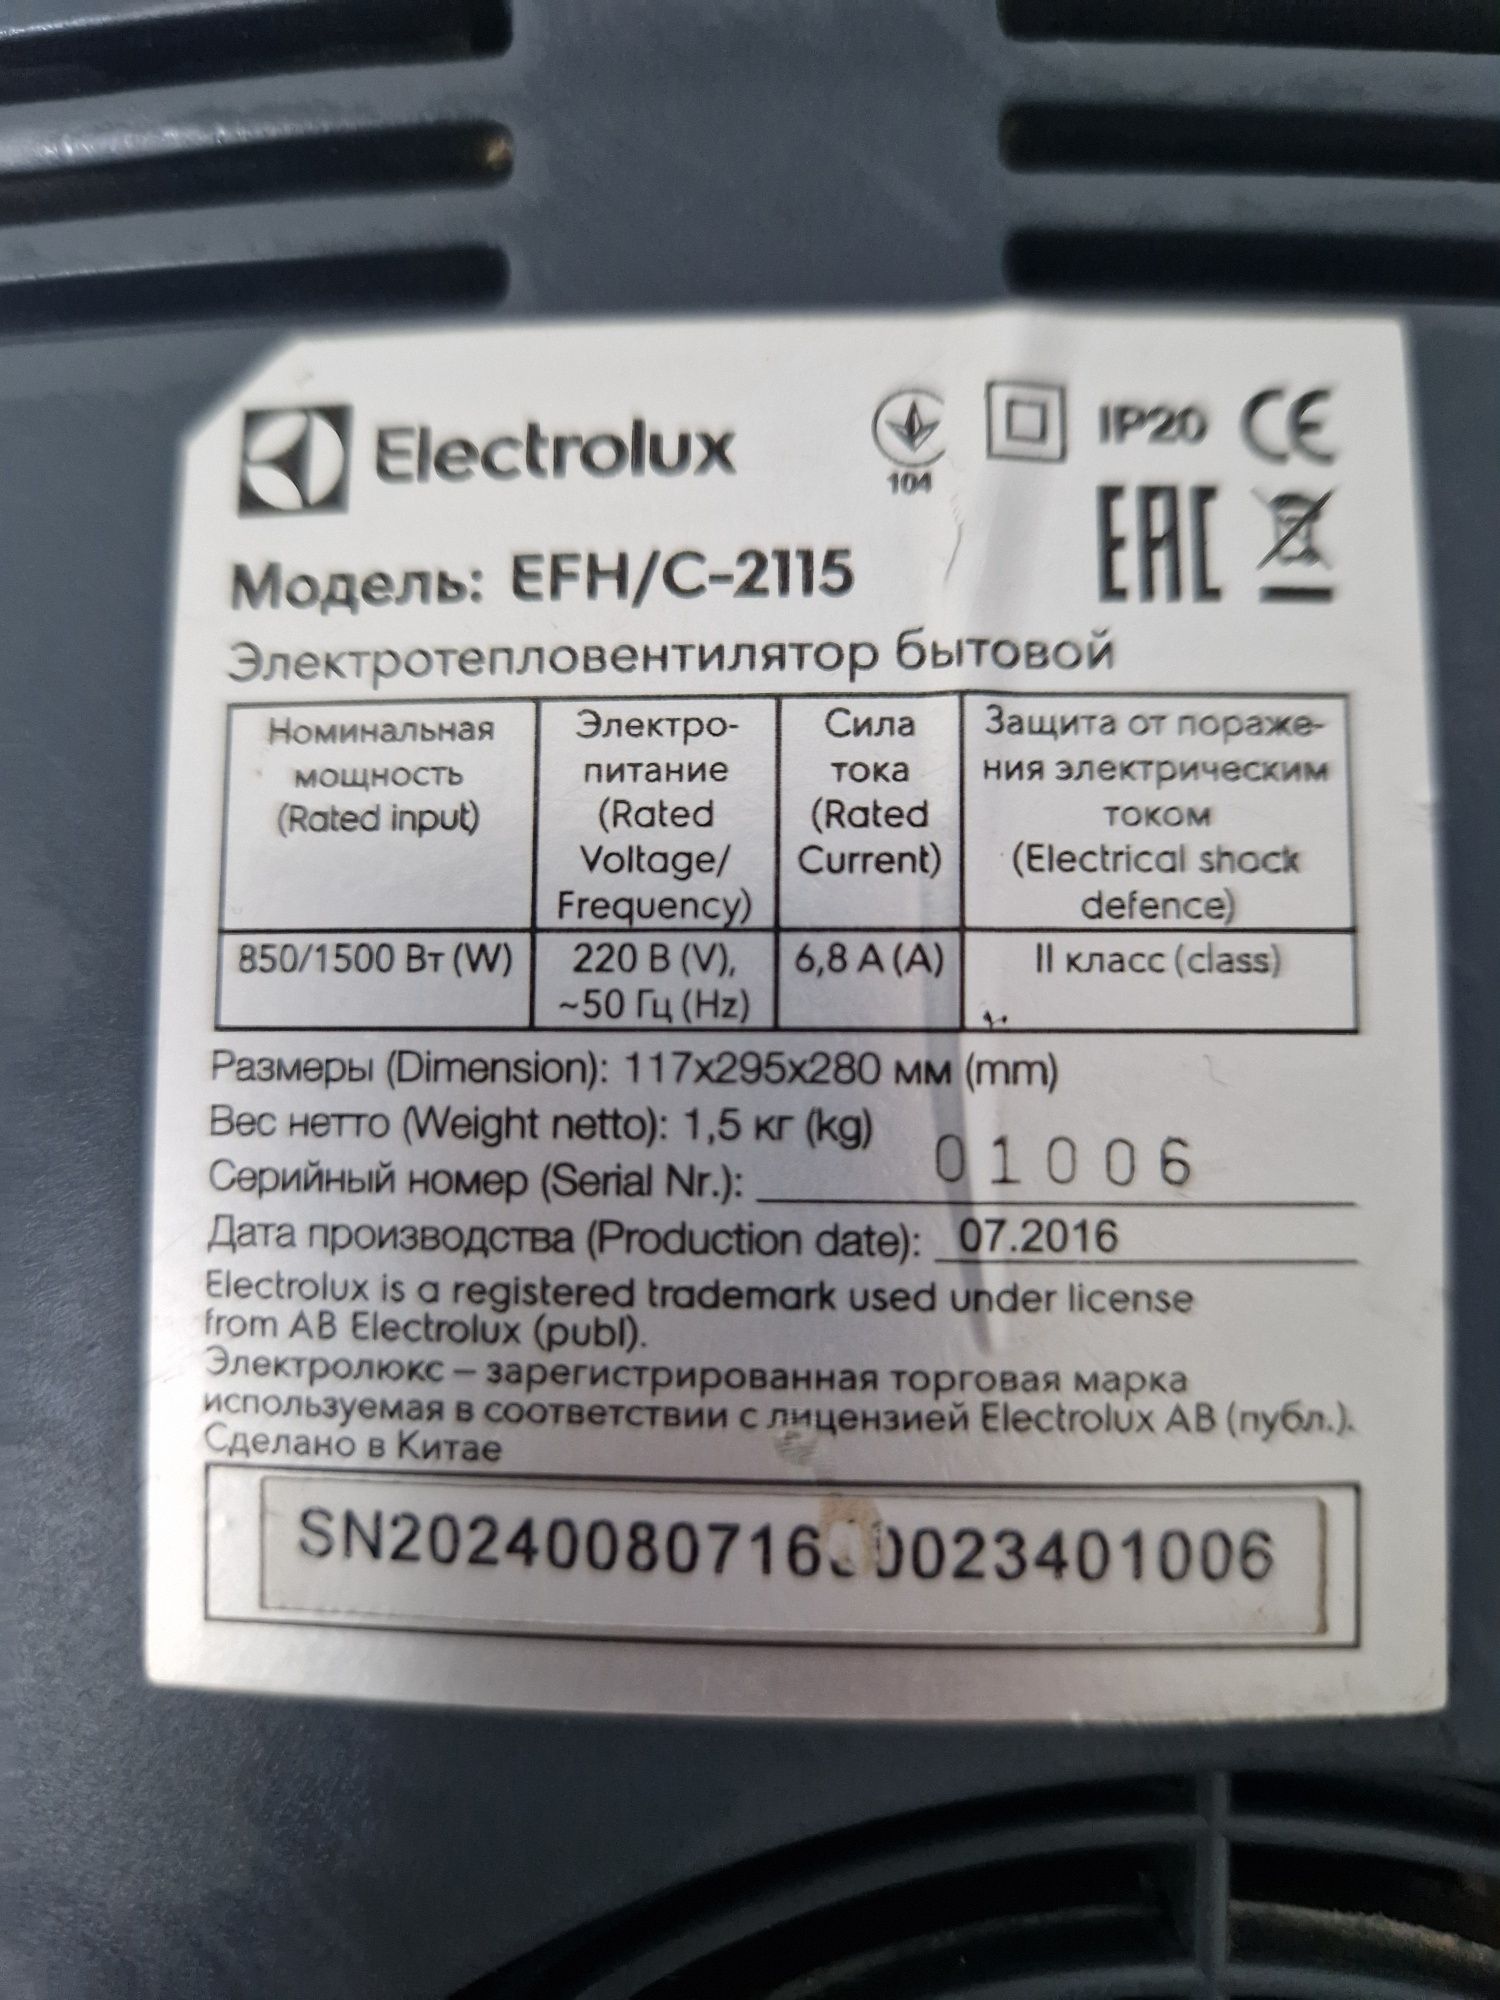 Electrolux
104
IP20
CE
EAC
Модель: EFH/C-2115
Электротепловентилятор бытовой
Номинальная
мощность
(Rated input)
Электро-
питание
(Rated
Voltage/
Frequency)
Сила
тока
(Rated
Current)
Защита от пораже-
ния электрическим
током
(Electrical shock
defence)
850/1500 Вт (W)
220 В (V),
~50 Гц (Hz)
6,8 А (A)
II класс (class)
Размеры (Dimension): 117x295x280 мм (mm)
Вес нетто (Weight netto): 1,5 кг (kg)
Серийный номер (Serial Nr.): 01006
Дата производства (Production date): 07.2016
Electrolux is a registered trademark used under license
from AB Electrolux (publ).
Электролюкс – зарегистрированная торговая марка
используемая в соответствии с лицензией Electrolux AB (публ.).
Сделано в Китае